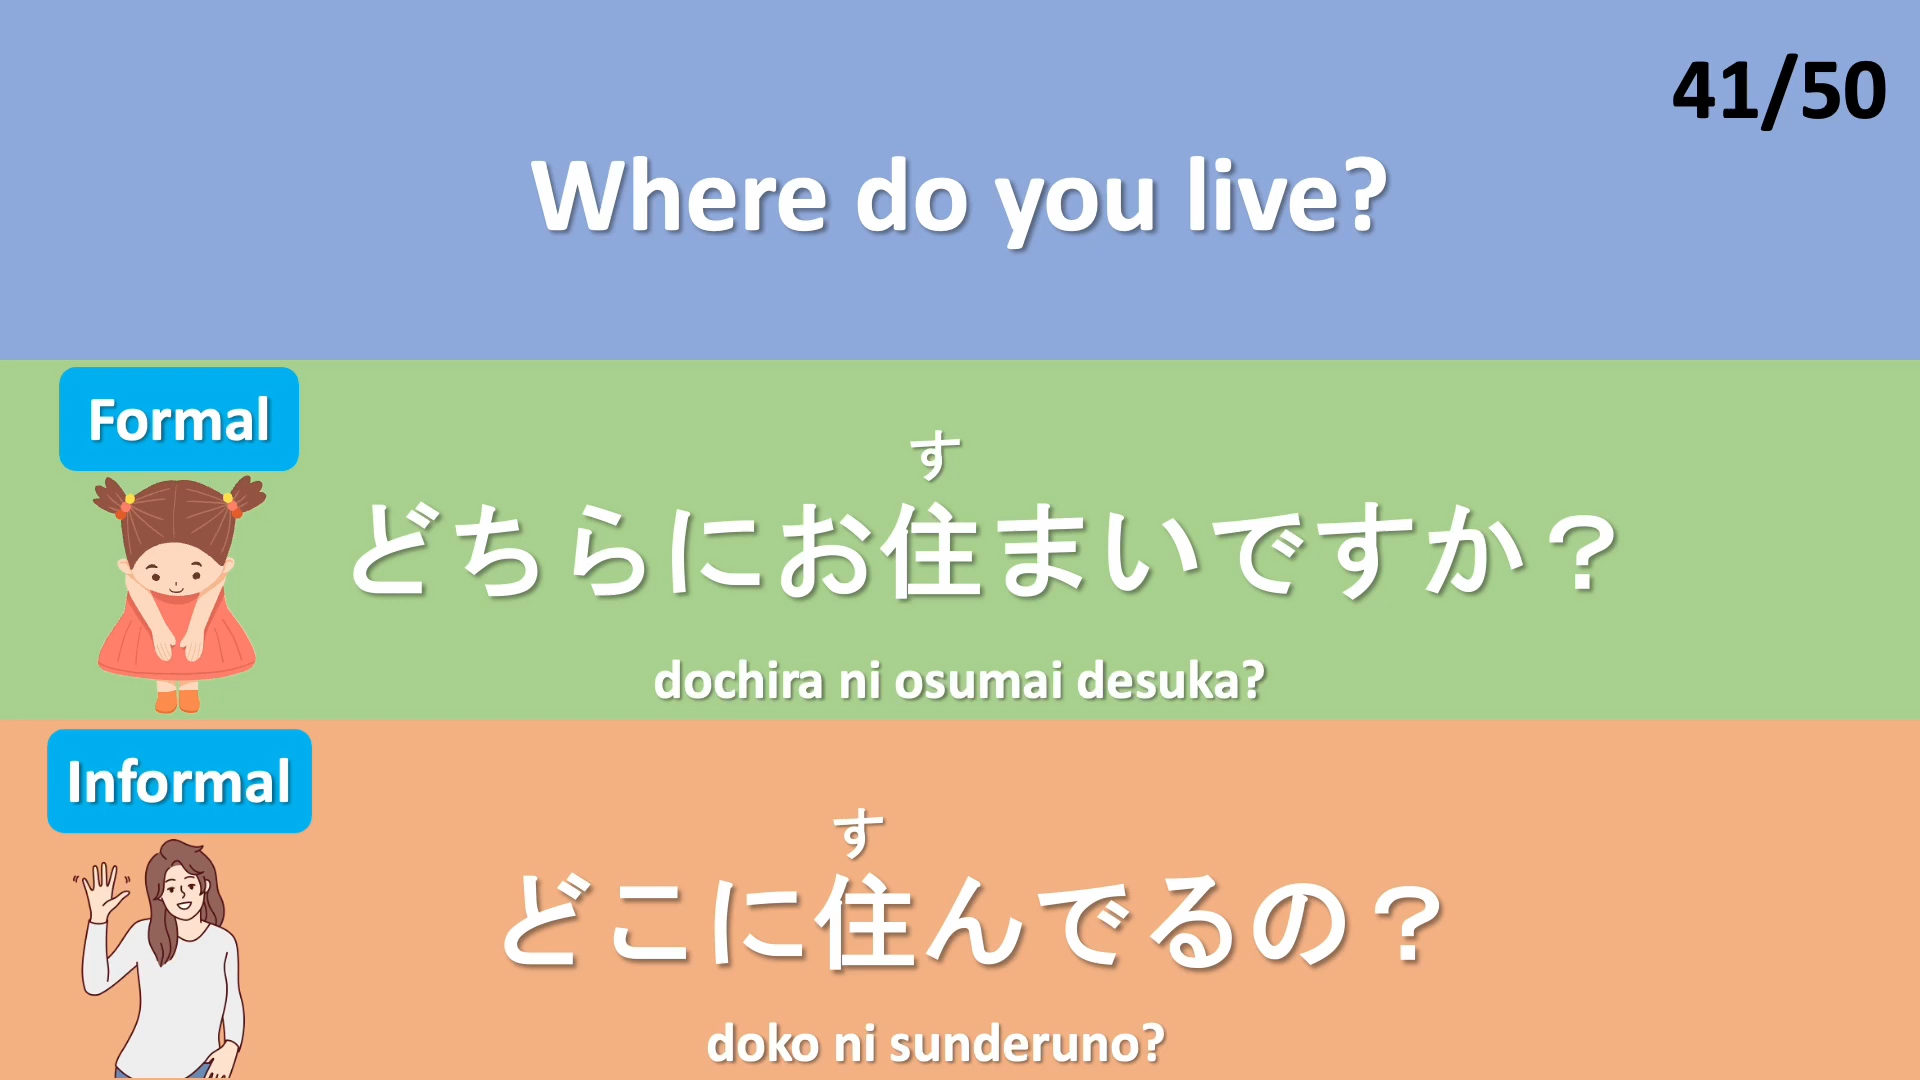 41/50
Where do you live?
Formal
す
どちらにお住まいですか？
dochira ni osumai desuka?
Informal
す
どこに住んでるの？
doko ni sunderuno?